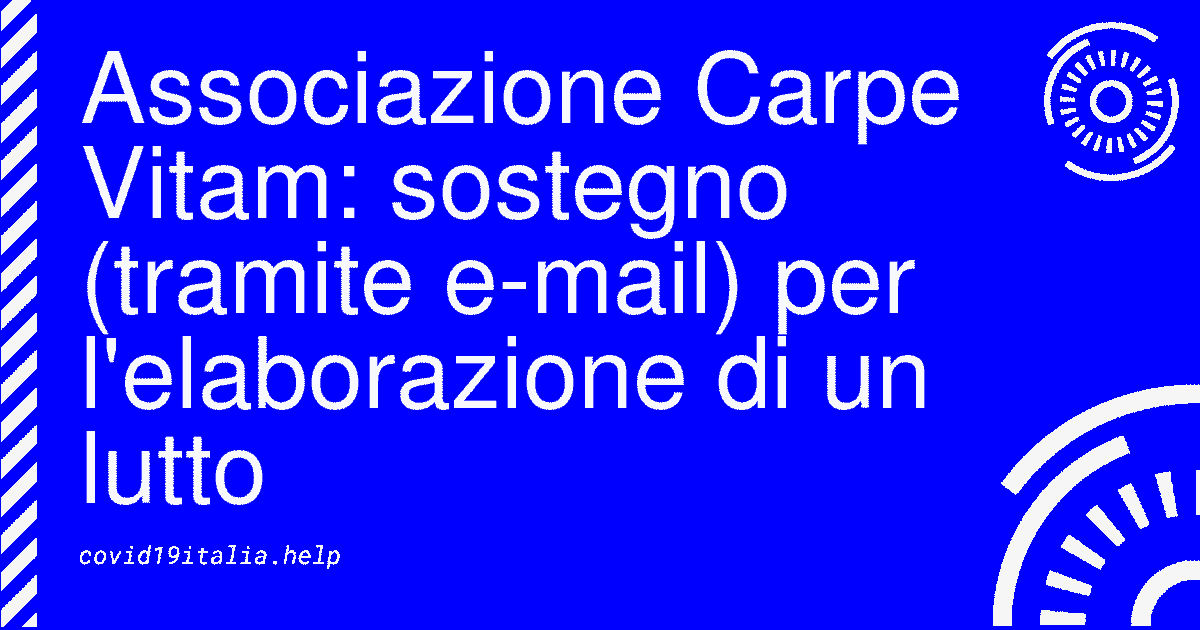 Associazione Carpe
Vitam: sostegno
(tramite e-mail) per
l'elaborazione di un
lutto
covid19italia.help